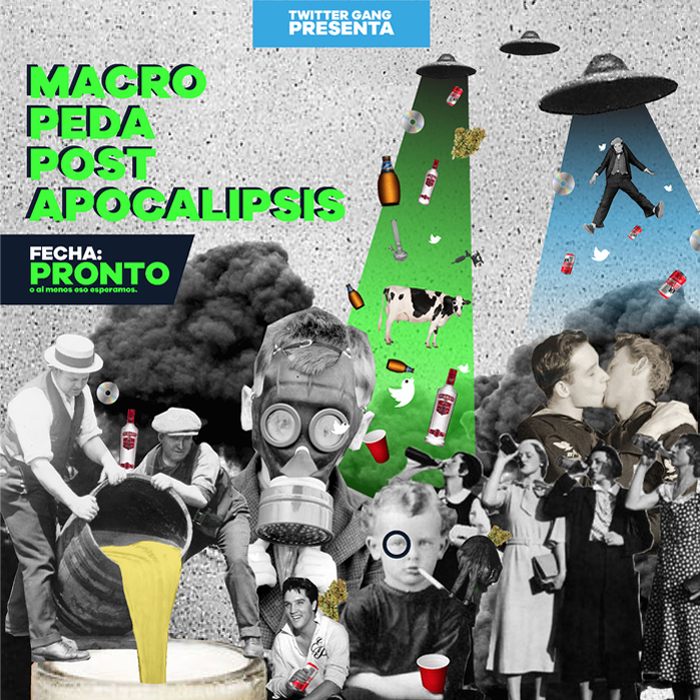 TWITTER GANG
PRESENTA
MACRO
PEDA
POST
APOCALIPSIS
FECHA:
PRONTO
o al menos eso esperamos.